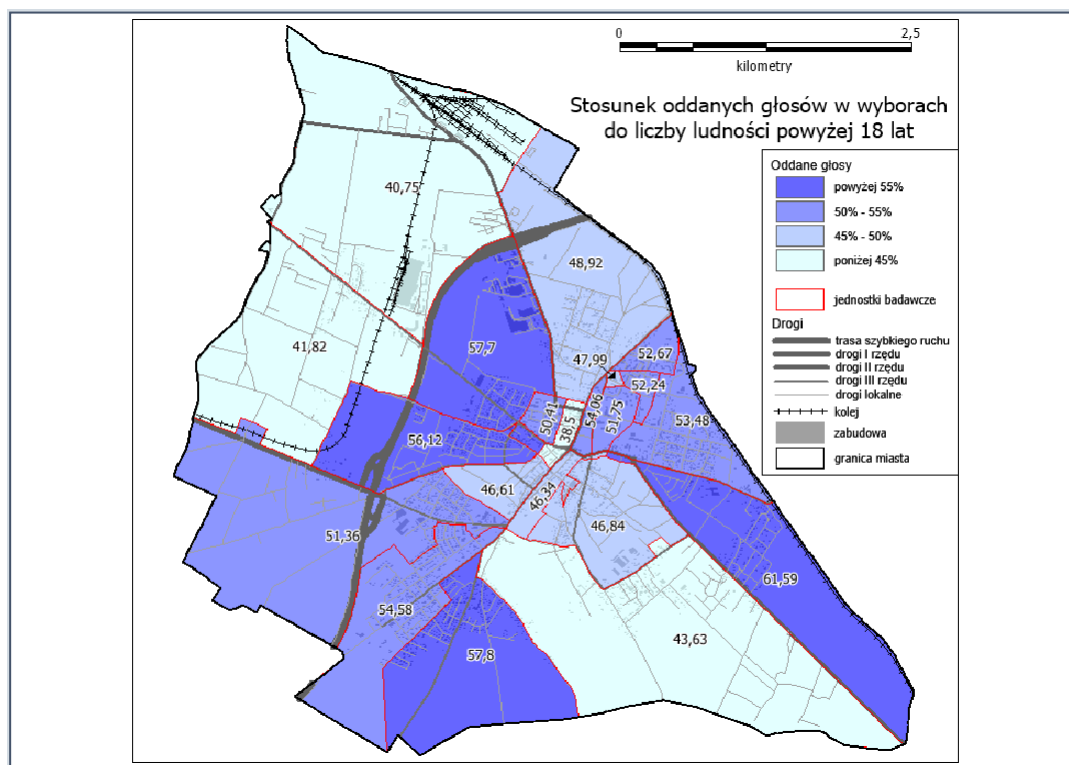 0 2,5
kilometry
Stosunek oddanych głosów w wyborach
do liczby ludności powyżej 18 lat
Oddane głosy
powyżej 55%
50% - 55%
45% - 50%
poniżej 45%
jednostki badawcze
Drogi
trasa szybkiego ruchu
drogi I rzędu
drogi II rzędu
drogi III rzędu
drogi lokalne
kolej
zabudowa
granica miasta
40,75
48,92
41,82
57,7
47,99
52,67
52,24
50,41
38,5
54,06
51,75
53,48
56,12
46,61
46,34
46,84
51,36
61,59
54,58
43,63
57,8